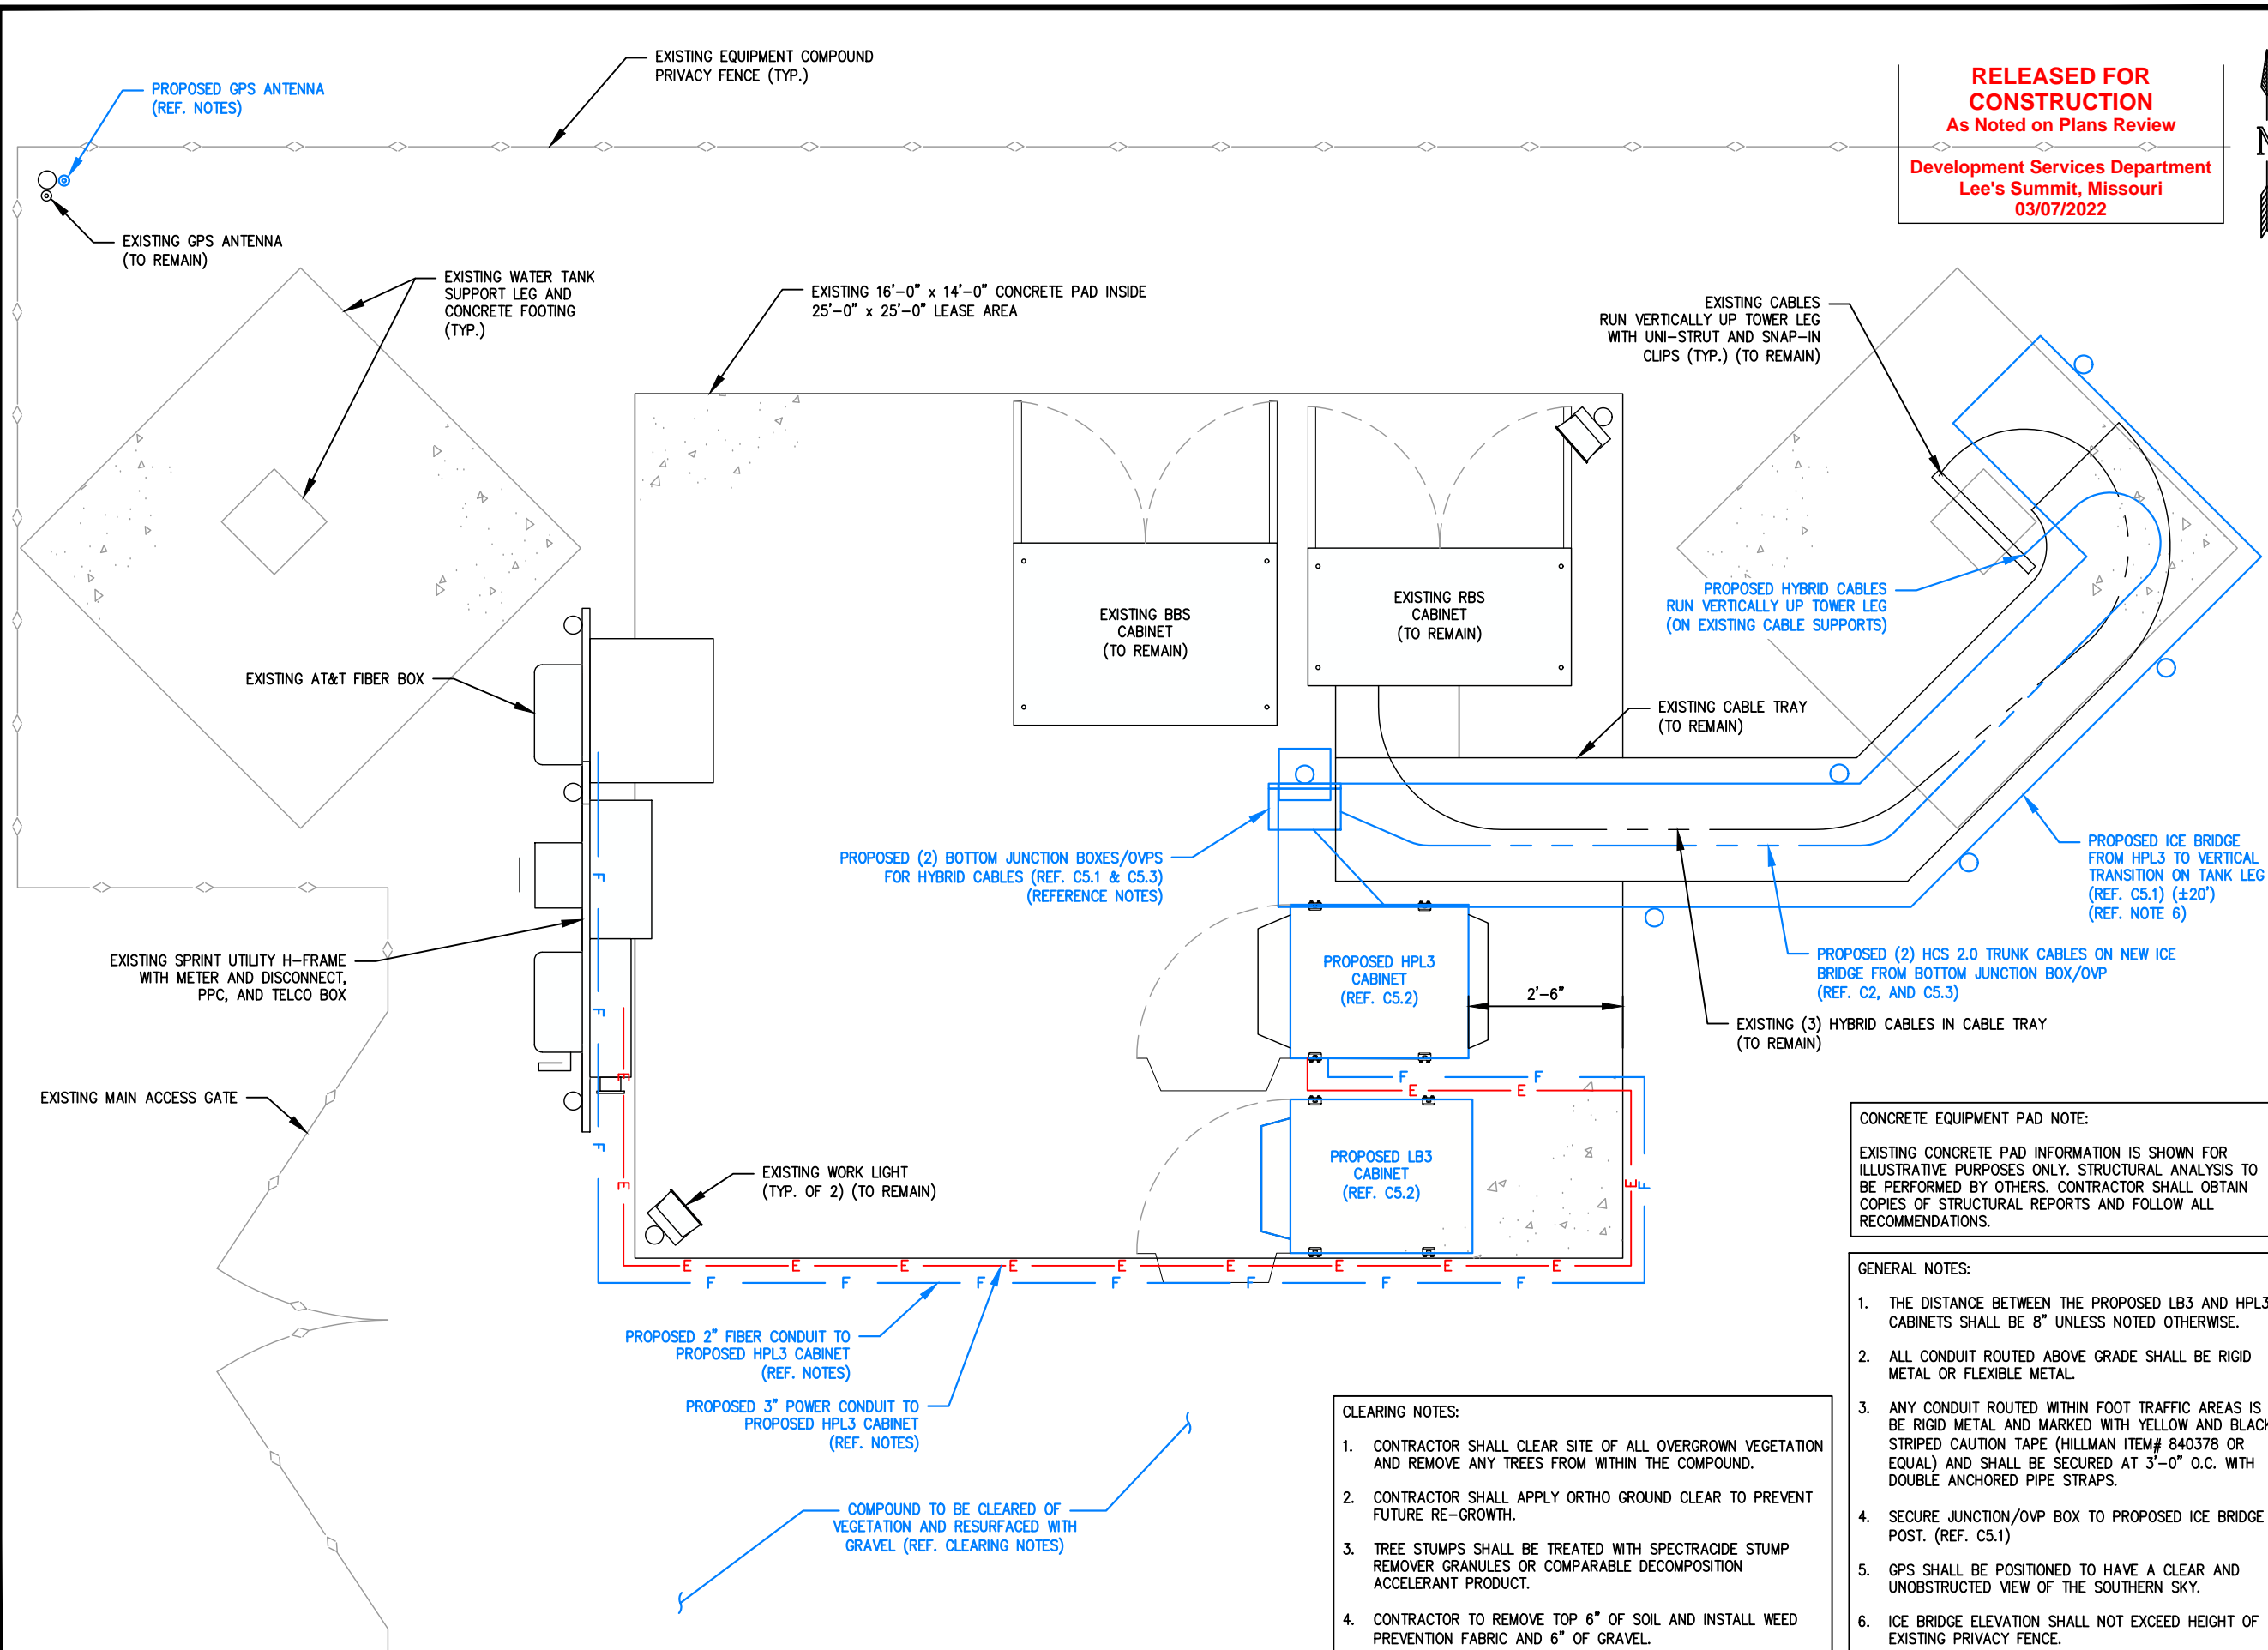 EXISTING EQUIPMENT COMPOUND
PRIVACY FENCE (TYP.)
PROPOSED GPS ANTENNA
(REF. NOTES)
RELEASED FOR
CONSTRUCTION
As Noted on Plans Review
Development Services Department
Lee's Summit, Missouri
03/07/2022
N
EXISTING GPS ANTENNA
(TO REMAIN)
EXISTING WATER TANK
SUPPORT LEG AND
CONCRETE FOOTING
(TYP.)
EXISTING 16'-0" x 14'-0" CONCRETE PAD INSIDE
25'-0" x 25'-0" LEASE AREA
EXISTING CABLES
RUN VERTICALLY UP TOWER LEG
WITH UNI-STRUT AND SNAP-IN
CLIPS (TYP.) (TO REMAIN)
EXISTING BBS
CABINET
(TO REMAIN)
EXISTING RBS
CABINET
(TO REMAIN)
PROPOSED HYBRID CABLES
RUN VERTICALLY UP TOWER LEG
(ON EXISTING CABLE SUPPORTS)
EXISTING AT&T FIBER BOX
EXISTING CABLE TRAY
(TO REMAIN)
PROPOSED (2) BOTTOM JUNCTION BOXES/OVPS
FOR HYBRID CABLES (REF. C5.1 & C5.3)
(REFERENCE NOTES)
PROPOSED ICE BRIDGE
FROM HPL3 TO VERTICAL
TRANSITION ON TANK LEG
(REF. C5.1) (±20')
(REF. NOTE 6)
EXISTING SPRINT UTILITY H-FRAME
WITH METER AND DISCONNECT,
PPC, AND TELCO BOX
PROPOSED HPL3
CABINET
(REF. C5.2)
2'-6"
PROPOSED (2) HCS 2.0 TRUNK CABLES ON NEW ICE
BRIDGE FROM BOTTOM JUNCTION BOX/OVP
(REF. C2, AND C5.3)
EXISTING (3) HYBRID CABLES IN CABLE TRAY
(TO REMAIN)
EXISTING MAIN ACCESS GATE
F F
E E
F
F
F
E
E
E
F
PROPOSED LB3
CABINET
(REF. C5.2)
EXISTING WORK LIGHT
(TYP. OF 2) (TO REMAIN)
E E E E E E E E E
F F F F F F F
PROPOSED 2" FIBER CONDUIT TO
PROPOSED HPL3 CABINET
(REF. NOTES)
PROPOSED 3" POWER CONDUIT TO
PROPOSED HPL3 CABINET
(REF. NOTES)
COMPOUND TO BE CLEARED OF
VEGETATION AND RESURFACED WITH
GRAVEL (REF. CLEARING NOTES)
CONCRETE EQUIPMENT PAD NOTE:
EXISTING CONCRETE PAD INFORMATION IS SHOWN FOR
ILLUSTRATIVE PURPOSES ONLY. STRUCTURAL ANALYSIS TO
BE PERFORMED BY OTHERS. CONTRACTOR SHALL OBTAIN
COPIES OF STRUCTURAL REPORTS AND FOLLOW ALL
RECOMMENDATIONS.
CLEARING NOTES:
1. CONTRACTOR SHALL CLEAR SITE OF ALL OVERGROWN VEGETATION
AND REMOVE ANY TREES FROM WITHIN THE COMPOUND.
2. CONTRACTOR SHALL APPLY ORTHO GROUND CLEAR TO PREVENT
FUTURE RE-GROWTH.
3. TREE STUMPS SHALL BE TREATED WITH SPECTRACIDE STUMP
REMOVER GRANULES OR COMPARABLE DECOMPOSITION
ACCELERANT PRODUCT.
4. CONTRACTOR TO REMOVE TOP 6" OF SOIL AND INSTALL WEED
PREVENTION FABRIC AND 6" OF GRAVEL.
GENERAL NOTES:
1. THE DISTANCE BETWEEN THE PROPOSED LB3 AND HPL3
CABINETS SHALL BE 8" UNLESS NOTED OTHERWISE.
2. ALL CONDUIT ROUTED ABOVE GRADE SHALL BE RIGID
METAL OR FLEXIBLE METAL.
3. ANY CONDUIT ROUTED WITHIN FOOT TRAFFIC AREAS IS
BE RIGID METAL AND MARKED WITH YELLOW AND BLACK
STRIPED CAUTION TAPE (HILLMAN ITEM# 840378 OR
EQUAL) AND SHALL BE SECURED AT 3'-0" O.C. WITH
DOUBLE ANCHORED PIPE STRAPS.
4. SECURE JUNCTION/OVP BOX TO PROPOSED ICE BRIDGE
POST. (REF. C5.1)
5. GPS SHALL BE POSITIONED TO HAVE A CLEAR AND
UNOBSTRUCTED VIEW OF THE SOUTHERN SKY.
6. ICE BRIDGE ELEVATION SHALL NOT EXCEED HEIGHT OF
EXISTING PRIVACY FENCE.